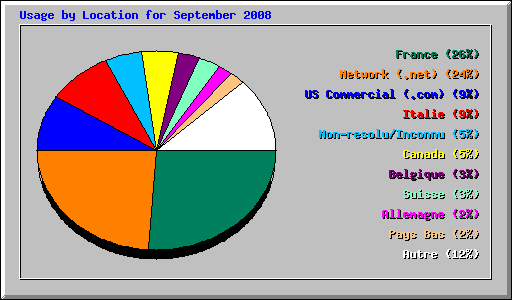 Usage by Location for September 2008
France (26%)
Network (.net) (24%)
US Commercial (.com) (9%)
Italie (9%)
Non-resolu/Inconnu (5%)
Canada (5%)
Belgique (3%)
Suisse (3%)
Allemagne (2%)
Pays Bas (2%)
Autre (12%)